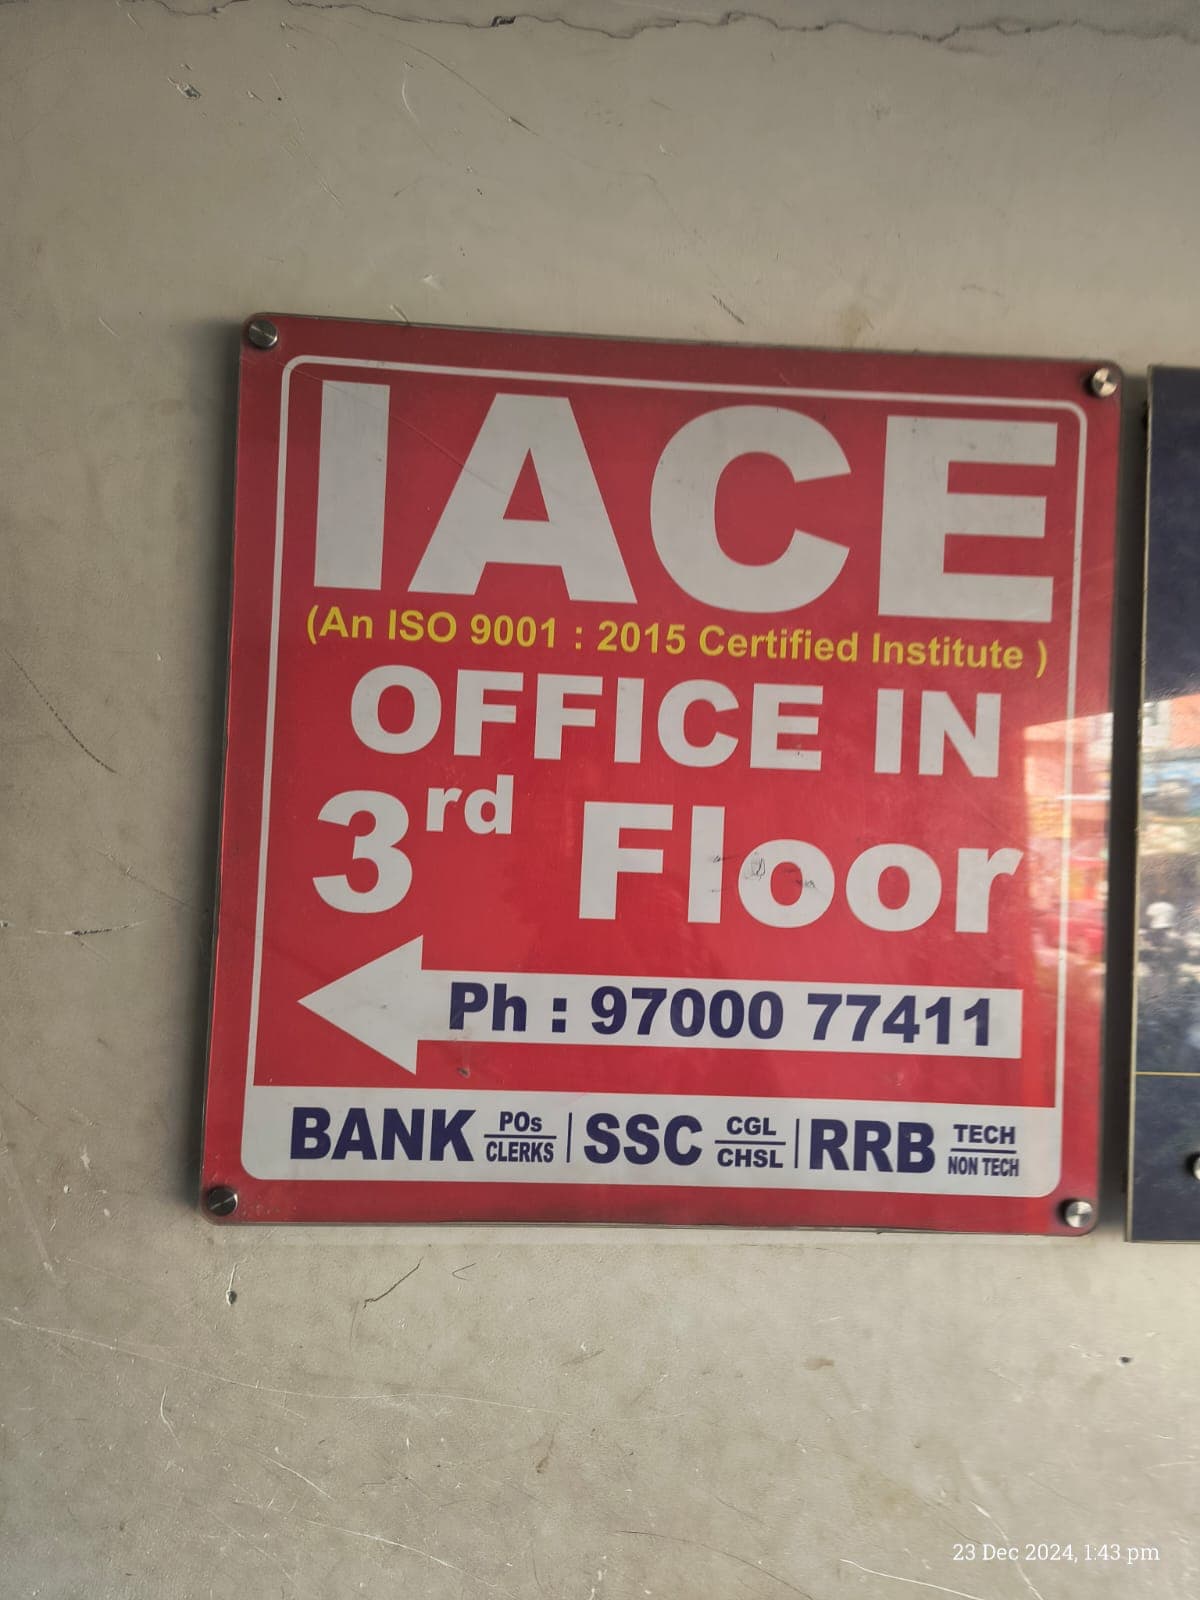 IACE
(An ISO 9001 : 2015 Certified Institute )
OFFICE IN
3rd Floor
Ph : 97000 77411
BANK POs CLERKS | SSC CGL CHSL | RRB TECH NON TECH
23 Dec 2024, 1:43 pm